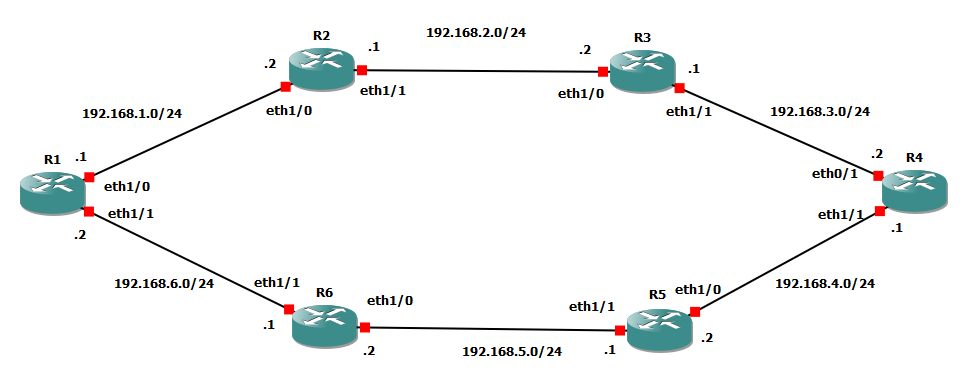 192.168.2.0/24
R2
.1
.2
R3
.2
.1
eth1/1
eth1/0
192.168.1.0/24
eth1/0
eth1/1
192.168.3.0/24
R1
.1
.2
R4
eth1/0
eth0/1
eth1/1
eth1/1
.2
.1
192.168.6.0/24
eth1/1
192.168.4.0/24
R6
eth1/0
R5
eth1/0
eth1/1
.1
.2
192.168.5.0/24
.1
.2